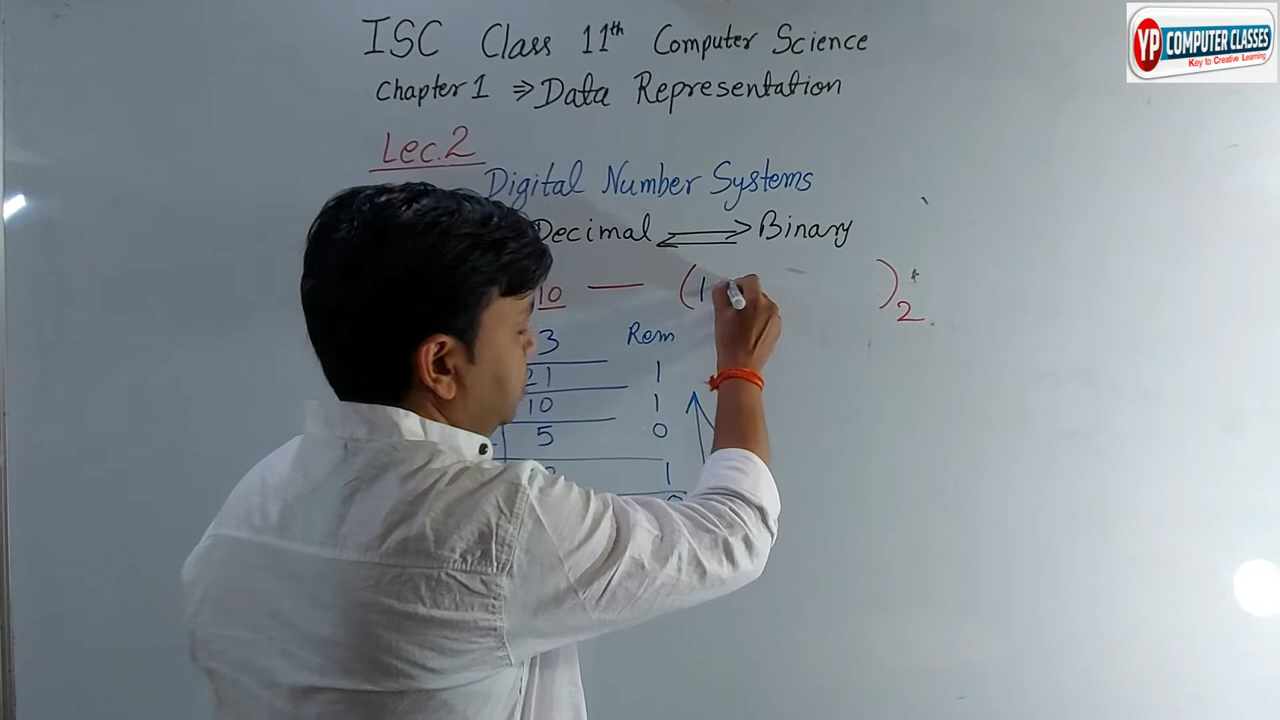 ISC Class 11th Computer Science
Chapter 1 ⇒ Data Representation
Lec. 2
Digital Number Systems
Decimal ⇌ Binary
10 — (1 )2
3 Rem
21 1
10 1
5 0
1
YP COMPUTER CLASSES
Key to Creative Learning